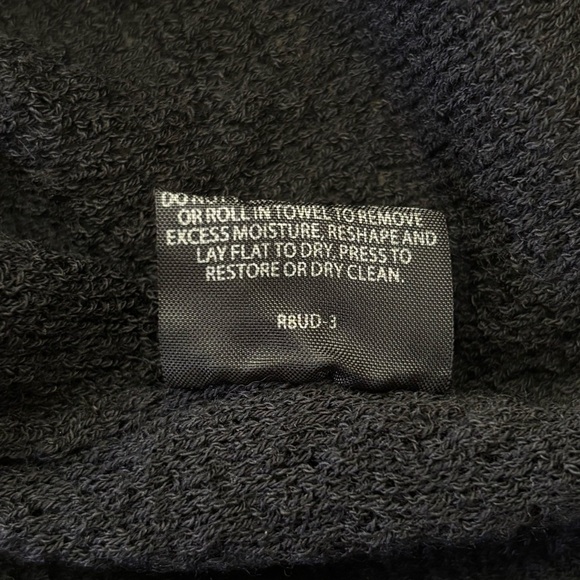 DO NOT
OR ROLL IN TOWEL TO REMOVE
EXCESS MOISTURE, RESHAPE AND
LAY FLAT TO DRY, PRESS TO
RESTORE OR DRY CLEAN.
R8UD-3